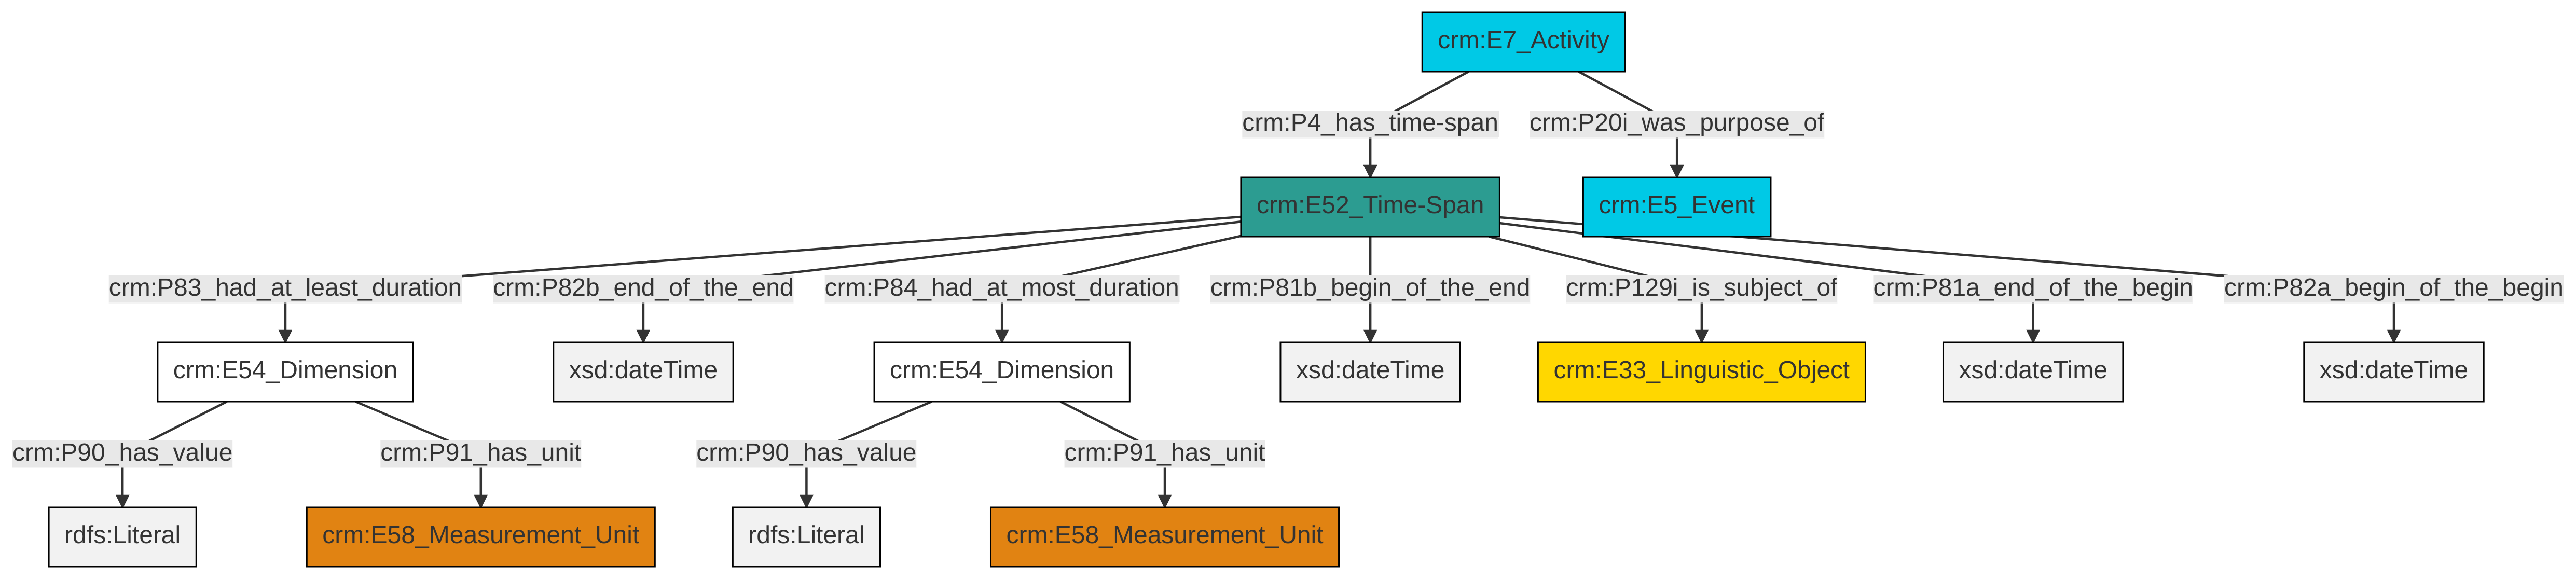 crm:E7_Activity
crm:P4_has_time-span
crm:P20i_was_purpose_of
crm:E52_Time-Span
crm:E5_Event
crm:P83_had_at_least_duration
crm:P82b_end_of_the_end
crm:P84_had_at_most_duration
crm:P81b_begin_of_the_end
crm:P129i_is_subject_of
crm:P81a_end_of_the_begin
crm:P82a_begin_of_the_begin
crm:E54_Dimension
xsd:dateTime
crm:E54_Dimension
xsd:dateTime
crm:E33_Linguistic_Object
xsd:dateTime
xsd:dateTime
crm:P90_has_value
crm:P91_has_unit
crm:P90_has_value
crm:P91_has_unit
rdfs:Literal
crm:E58_Measurement_Unit
rdfs:Literal
crm:E58_Measurement_Unit